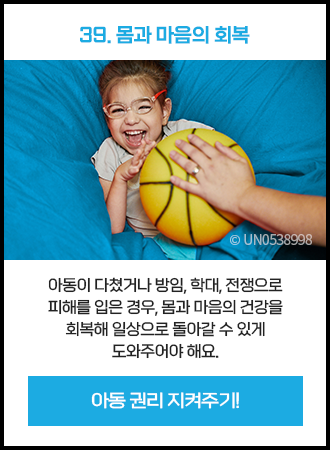 39. 몸과 마음의 회복
© UN0538998
아동이 다쳤거나 방임, 학대, 전쟁으로
피해를 입은 경우, 몸과 마음의 건강을
회복해 일상으로 돌아갈 수 있게
도와주어야 해요.
아동 권리 지켜주기!